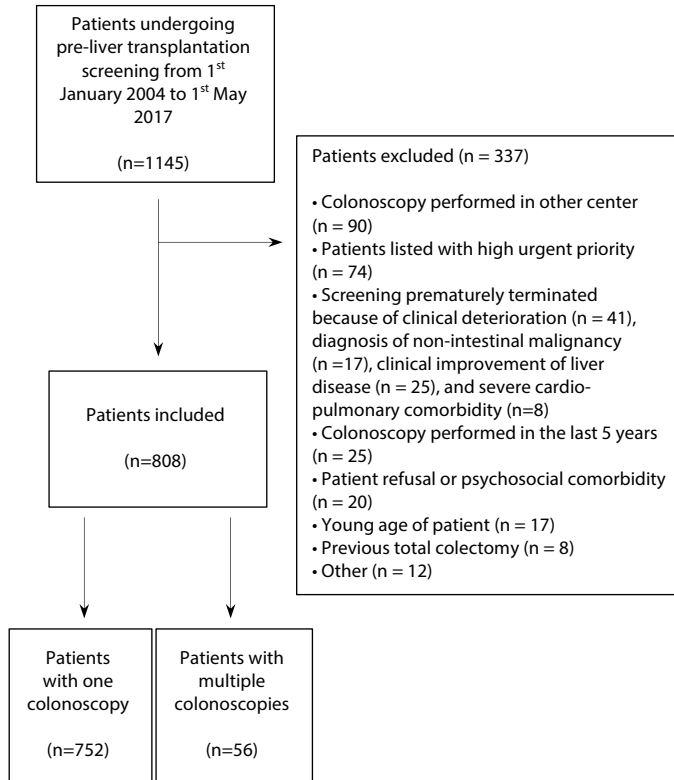 Patients undergoing
pre-liver transplantation
screening from 1st
January 2004 to 1st May
2017
(n=1145)
Patients excluded (n = 337)
• Colonoscopy performed in other center
(n = 90)
• Patients listed with high urgent priority
(n = 74)
• Screening prematurely terminated
because of clinical deterioration (n = 41),
diagnosis of non-intestinal malignancy
(n =17), clinical improvement of liver
disease (n = 25), and severe cardio-
pulmonary comorbidity (n=8)
• Colonoscopy performed in the last 5 years
(n = 25)
• Patient refusal or psychosocial comorbidity
(n = 20)
• Young age of patient (n = 17)
• Previous total colectomy (n = 8)
• Other (n = 12)
Patients included
(n=808)
Patients
with one
colonoscopy
(n=752)
Patients with
multiple
colonoscopies
(n=56)